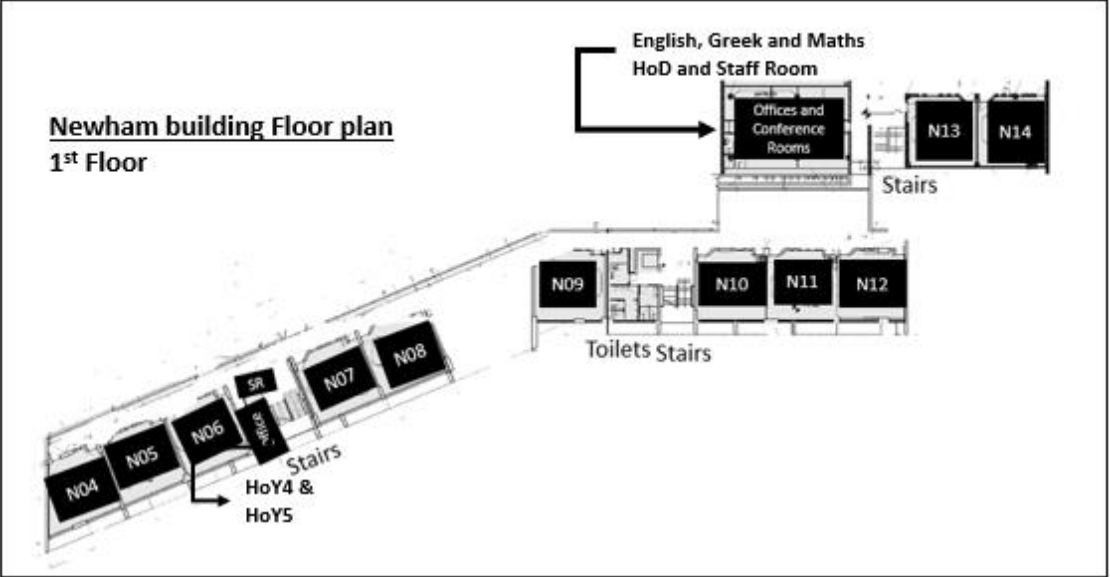 English, Greek and Maths
HoD and Staff Room
Newham building Floor plan
1st Floor
Offices and
Conference
Rooms
N13
N14
Stairs
N09
N10
N11
N12
Toilets
Stairs
N08
N07
SR
Office
N06
N05
N04
Stairs
HoY4 &
HoY5